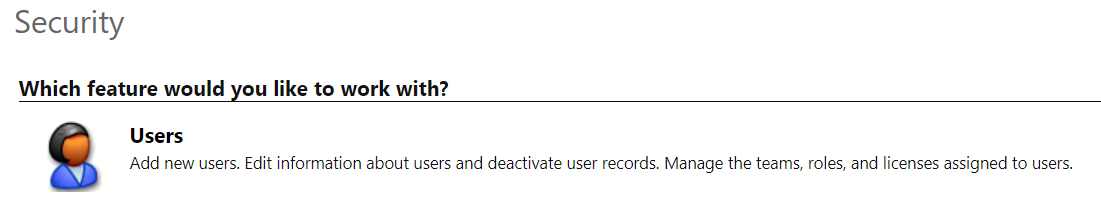 Security
Which feature would you like to work with?
Users
Add new users. Edit information about users and deactivate user records. Manage the teams, roles, and licenses assigned to users.